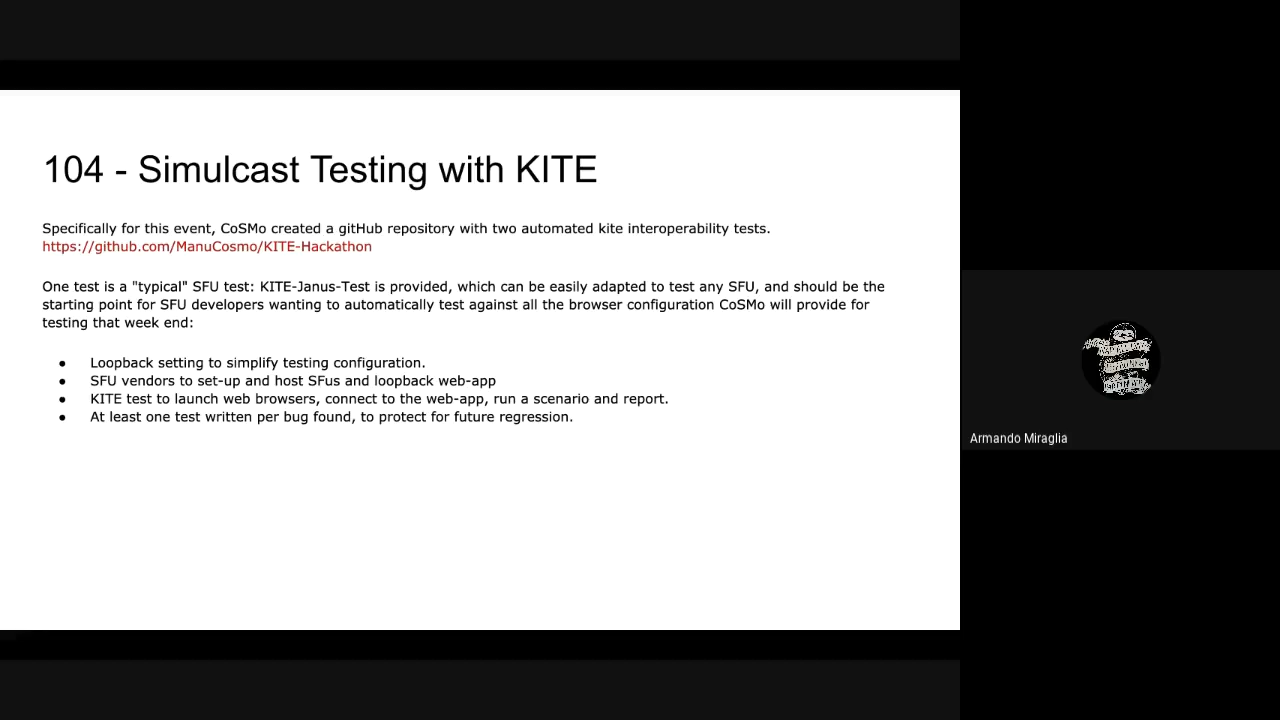 104 - Simulcast Testing with KITE
Specifically for this event, CoSMo created a gitHub repository with two automated kite interoperability tests.
https://github.com/ManuCosmo/KITE-Hackathon
One test is a "typical" SFU test: KITE-Janus-Test is provided, which can be easily adapted to test any SFU, and should be the
starting point for SFU developers wanting to automatically test against all the browser configuration CoSMo will provide for
testing that week end:
● Loopback setting to simplify testing configuration.
● SFU vendors to set-up and host SFus and loopback web-app
● KITE test to launch web browsers, connect to the web-app, run a scenario and report.
● At least one test written per bug found, to protect for future regression.
Armando Miraglia